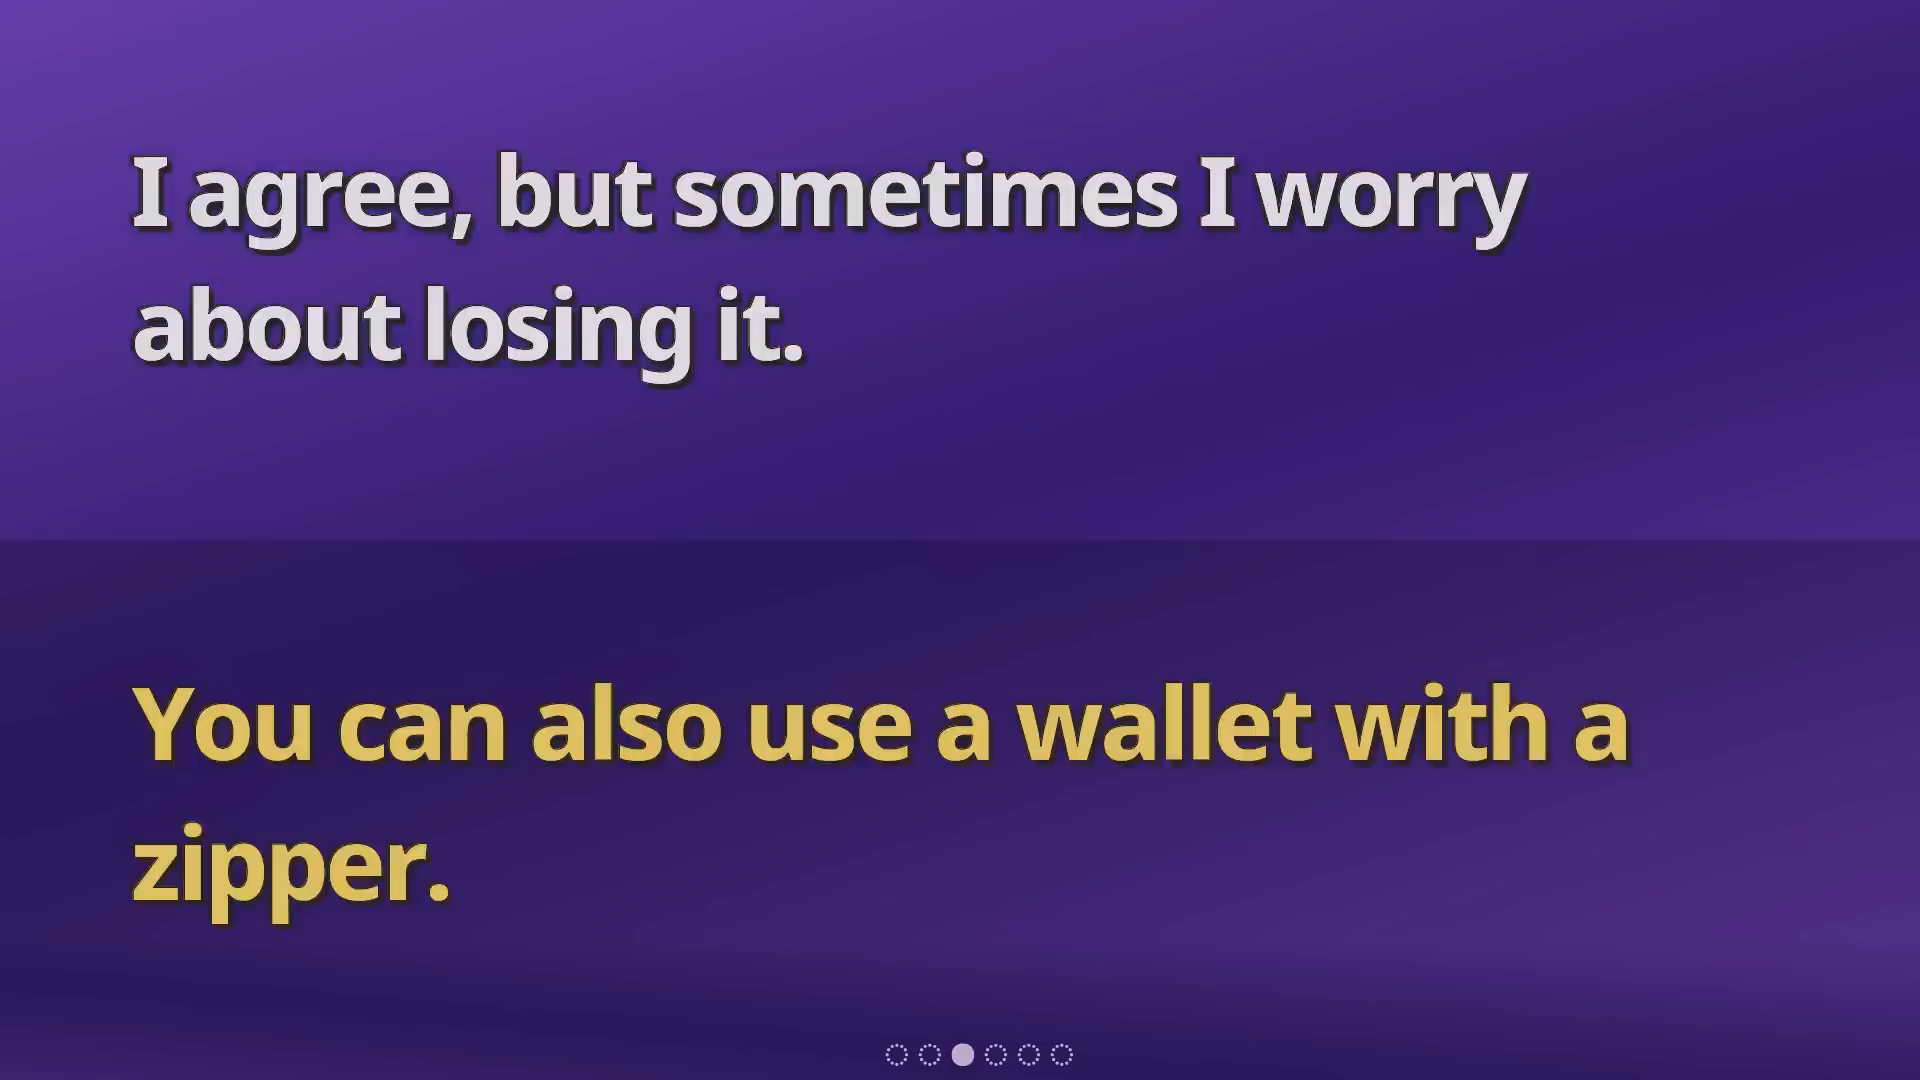 I agree, but sometimes I worry
about losing it.
You can also use a wallet with a
zipper.